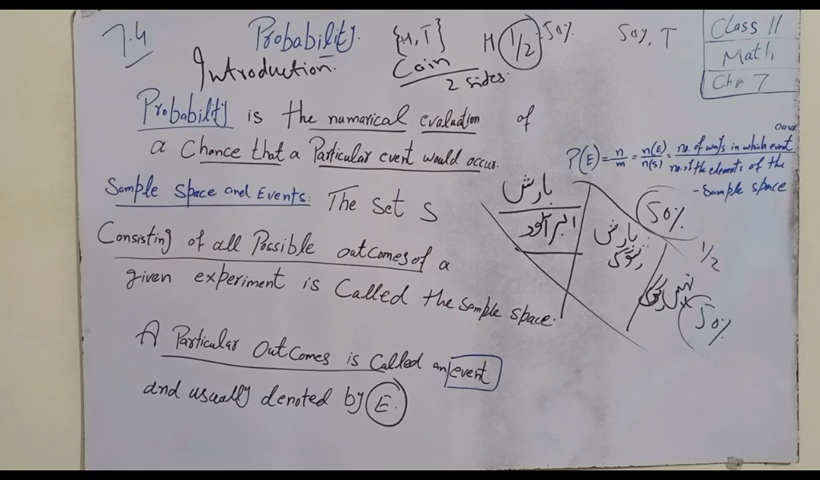 7.4
Probability.
Introduction.
{H,T}
Coin
2 sides.
H 1/2 50%
50% T
Class 11
Math
Chp 7
Probability is the numarical evaluation of
a Chance that a Particular event would occur.
P(E) = n/m = n(E)/n(S) = no. of ways in which event occur / no. of the elements of the
- Sample space
Sample Space and Events: The Set S
Consisting of all Possible outcomes of a
given experiment is Called the sample space.
A Particular Outcomes is Called an event
and usually denoted by E.
بارش
ابر آلود
بارش
ہوگی
50%
1/2
نہیں ہوگی
50%